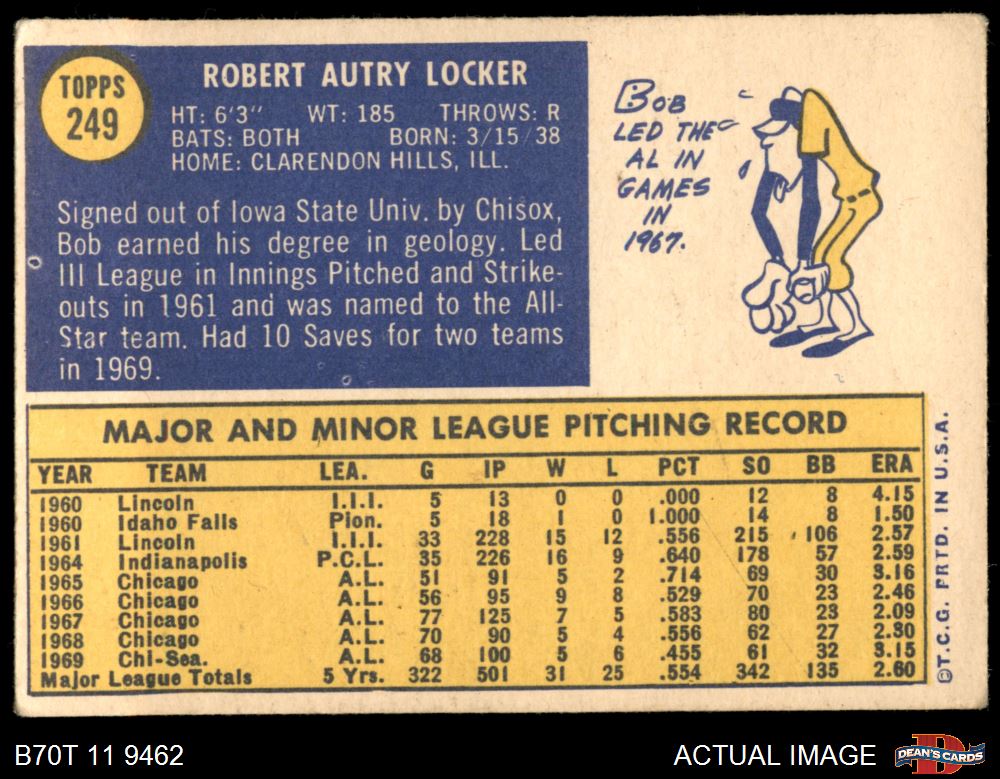 TOPPS
249
ROBERT AUTRY LOCKER
HT: 6'3" WT: 185 THROWS: R
BATS: BOTH BORN: 3/15/38
HOME: CLARENDON HILLS, ILL.
Signed out of Iowa State Univ. by Chisox,
Bob earned his degree in geology. Led
III League in Innings Pitched and Strike-
outs in 1961 and was named to the All-
Star team. Had 10 Saves for two teams
in 1969.
BOB
LED THE
AL IN
GAMES
IN
1967.
MAJOR AND MINOR LEAGUE PITCHING RECORD
YEAR TEAM LEA. G IP W L PCT SO BB ERA
1960 Lincoln I.I.I. 5 13 0 0 .000 12 8 4.15
1960 Idaho Falls Pion. 5 18 1 0 1.000 14 8 1.50
1961 Lincoln I.I.I. 33 228 15 12 .556 215 106 2.57
1964 Indianapolis P.C.L. 35 226 16 9 .640 178 57 2.59
1965 Chicago A.L. 51 91 5 2 .714 69 30 3.16
1966 Chicago A.L. 56 95 9 8 .529 70 23 2.46
1967 Chicago A.L. 77 125 7 5 .583 80 23 2.09
1968 Chicago A.L. 70 90 5 4 .556 62 27 2.30
1969 Chi-Sea. A.L. 68 100 5 6 .455 61 32 3.15
Major League Totals 5 Yrs. 322 501 31 25 .554 342 135 2.60
©T.C.G. PRTD. IN U.S.A.
B70T 11 9462
ACTUAL IMAGE
DEAN'S CARDS